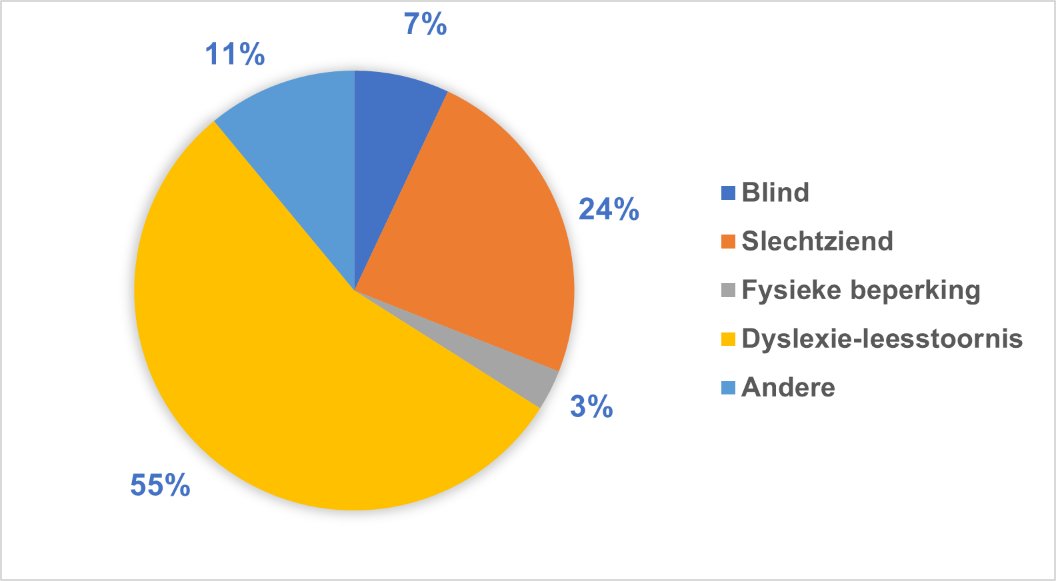 7%
11%
24%
3%
55%
Blind
Slechtziend
Fysieke beperking
Dyslexie-leesstoornis
Andere